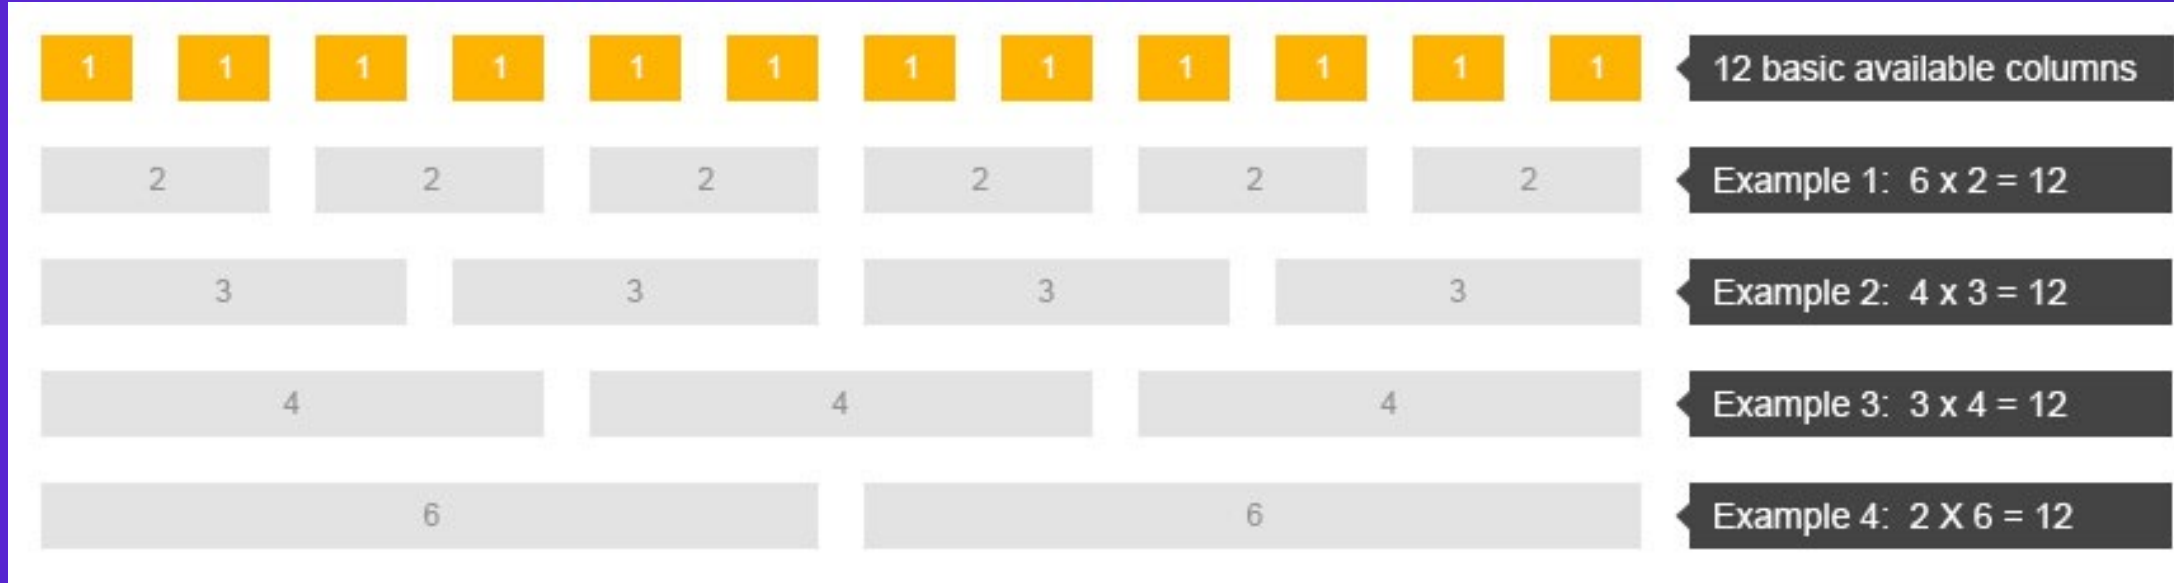 1 1 1 1 1 1 1 1 1 1 1 1 12 basic available columns
2 2 2 2 2 2 Example 1: 6 x 2 = 12
3 3 3 3 Example 2: 4 x 3 = 12
4 4 4 Example 3: 3 x 4 = 12
6 6 Example 4: 2 X 6 = 12